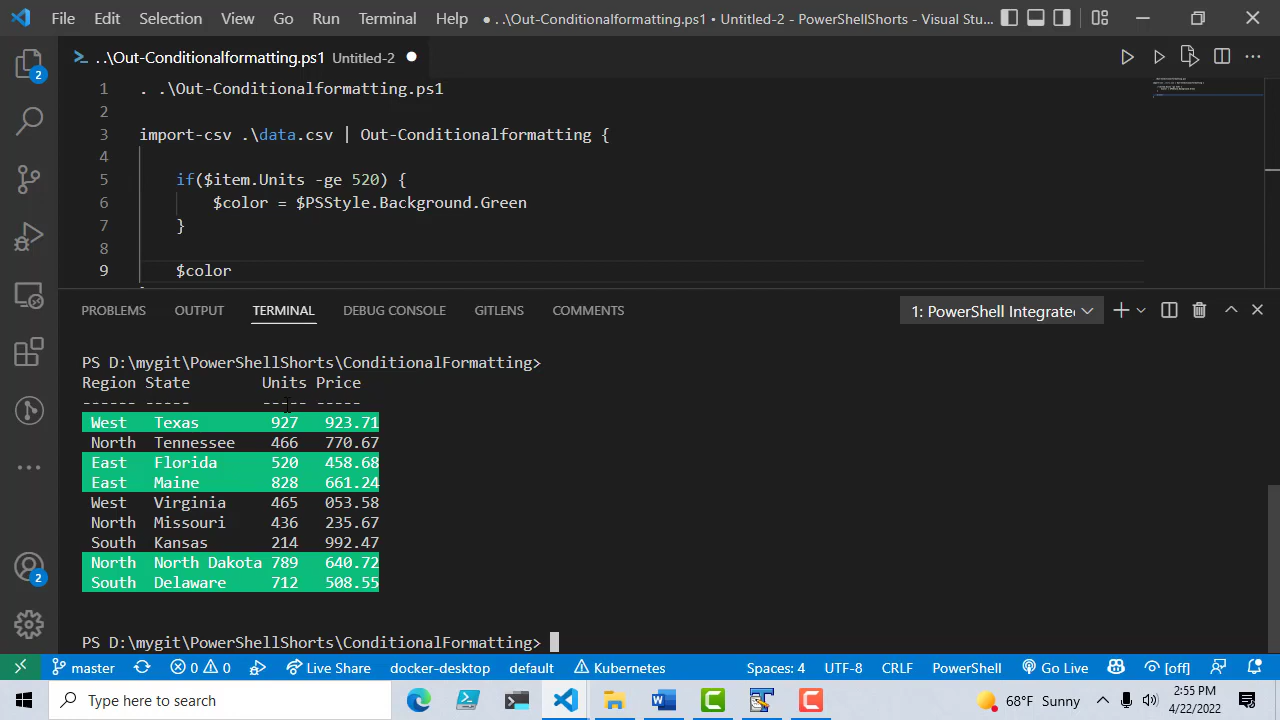 File Edit Selection View Go Run Terminal Help ● ..\Out-Conditionalformatting.ps1 • Untitled-2 - PowerShellShorts - Visual Stu...
..\Out-Conditionalformatting.ps1 Untitled-2 ●
1 . .\Out-Conditionalformatting.ps1
2
3 import-csv .\data.csv | Out-Conditionalformatting {
4
5 if($item.Units -ge 520) {
6 $color = $PSStyle.Background.Green
7 }
8
9 $color
PROBLEMS OUTPUT TERMINAL DEBUG CONSOLE GITLENS COMMENTS 1: PowerShell Integrate
PS D:\mygit\PowerShellShorts\ConditionalFormatting>
Region State Units Price
------ ----- ----- -----
West Texas 927 923.71
North Tennessee 466 770.67
East Florida 520 458.68
East Maine 828 661.24
West Virginia 465 053.58
North Missouri 436 235.67
South Kansas 214 992.47
North North Dakota 789 640.72
South Delaware 712 508.55
PS D:\mygit\PowerShellShorts\ConditionalFormatting>
2
2
master 0 0 Live Share docker-desktop default Kubernetes Spaces: 4 UTF-8 CRLF PowerShell Go Live [off]
Type here to search 68°F Sunny 2:55 PM
4/22/2022